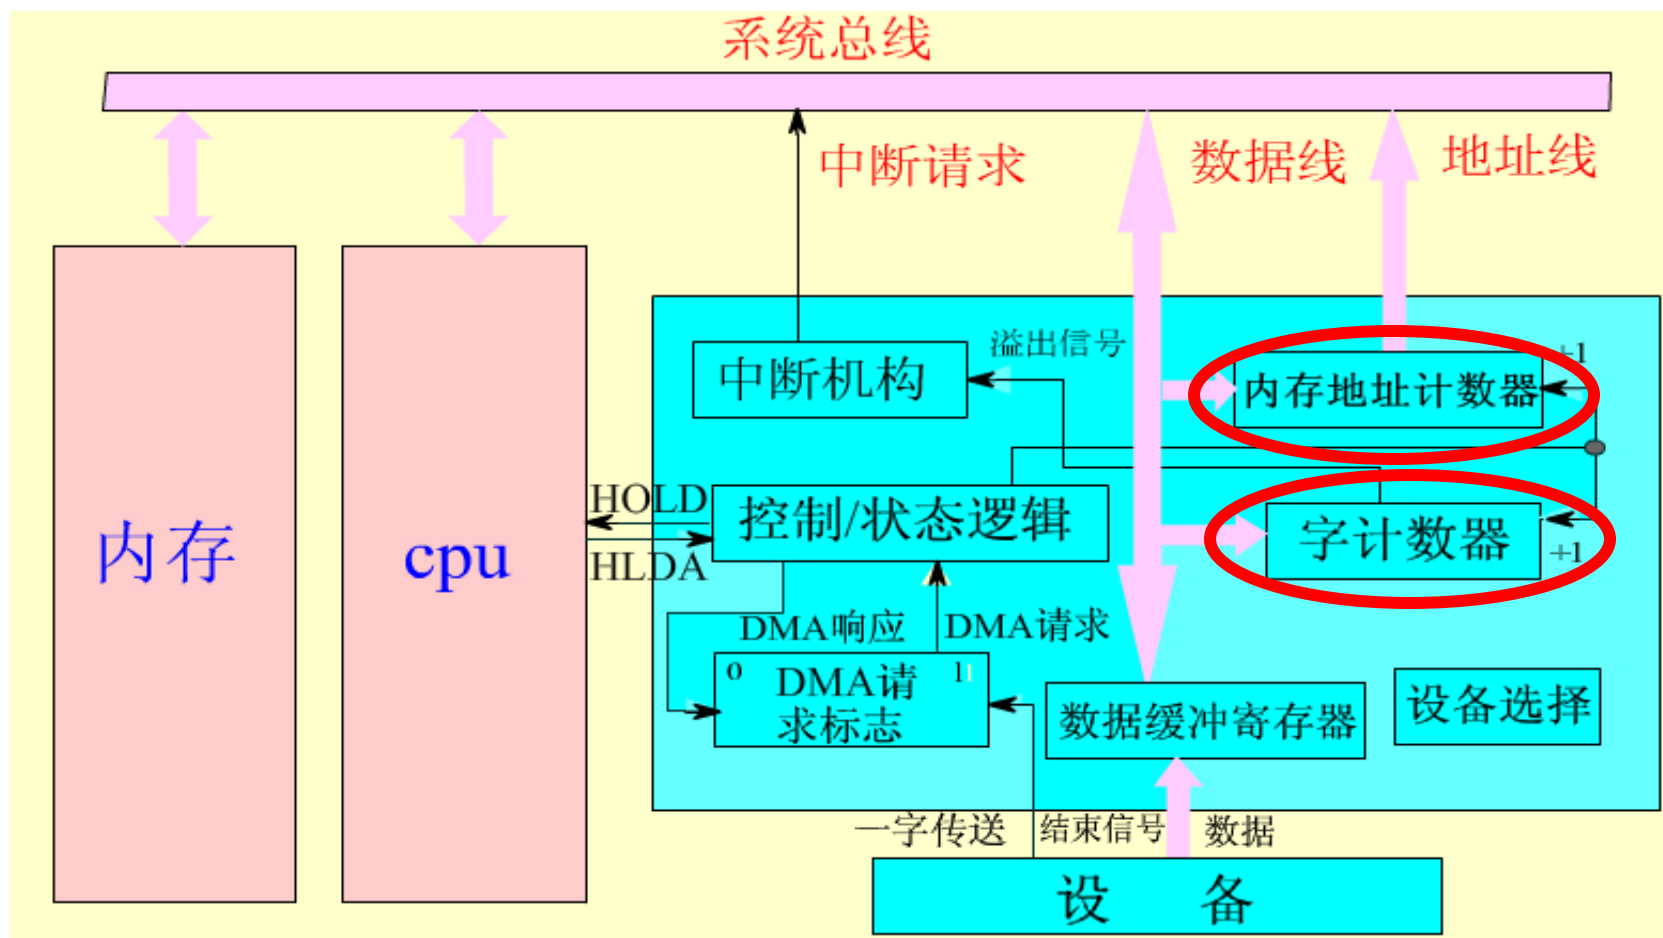 系统总线
中断请求
数据线
地址线
溢出信号
+1
中断机构
内存地址计数器
HOLD
控制/状态逻辑
字计数器
+1
内存
cpu
HLDA
DMA响应
DMA请求
0
DMA请
求标志
1
数据缓冲寄存器
设备选择
一字传送
结束信号
数据
设 备